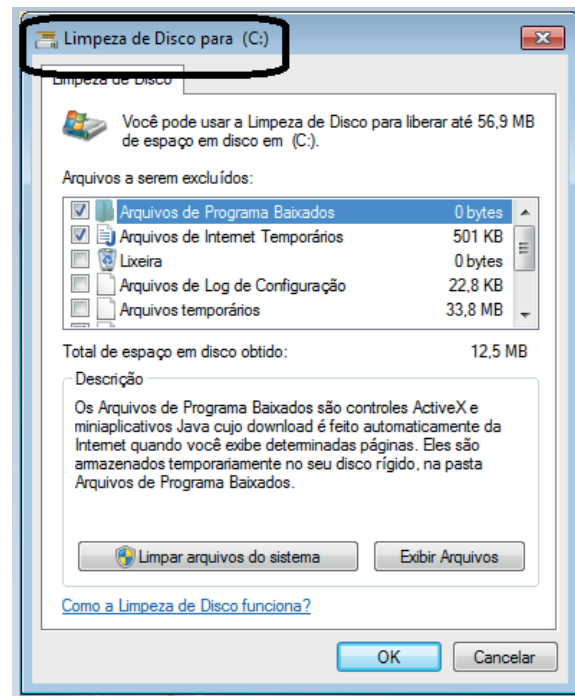 Limpeza de Disco para (C:)
Limpeza de Disco
Você pode usar a Limpeza de Disco para liberar até 56,9 MB
de espaço em disco em (C:).
Arquivos a serem excluídos:
Arquivos de Programa Baixados 0 bytes
Arquivos de Internet Temporários 501 KB
Lixeira 0 bytes
Arquivos de Log de Configuração 22,8 KB
Arquivos temporários 33,8 MB
Total de espaço em disco obtido: 12,5 MB
Descrição
Os Arquivos de Programa Baixados são controles ActiveX e
miniaplicativos Java cujo download é feito automaticamente da
Internet quando você exibe determinadas páginas. Eles são
armazenados temporariamente no seu disco rígido, na pasta
Arquivos de Programa Baixados.
Limpar arquivos do sistema Exibir Arquivos
Como a Limpeza de Disco funciona?
OK Cancelar